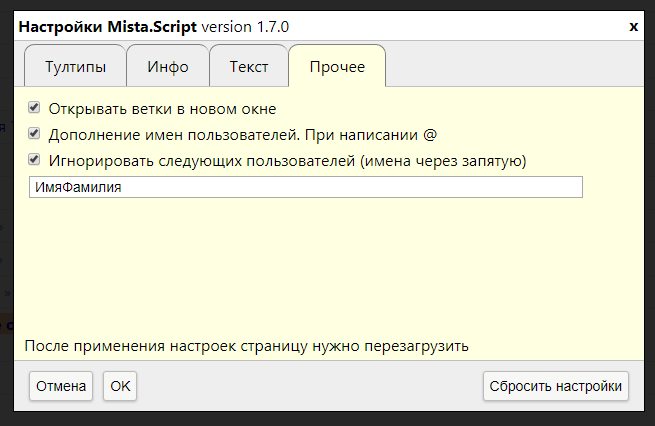 Настройки Mista.Script version 1.7.0 x
Тултипы Инфо Текст Прочее
Открывать ветки в новом окне
Дополнение имен пользователей. При написании @
Игнорировать следующих пользователей (имена через запятую)
ИмяФамилия
После применения настроек страницу нужно перезагрузить
Отмена OK Сбросить настройки